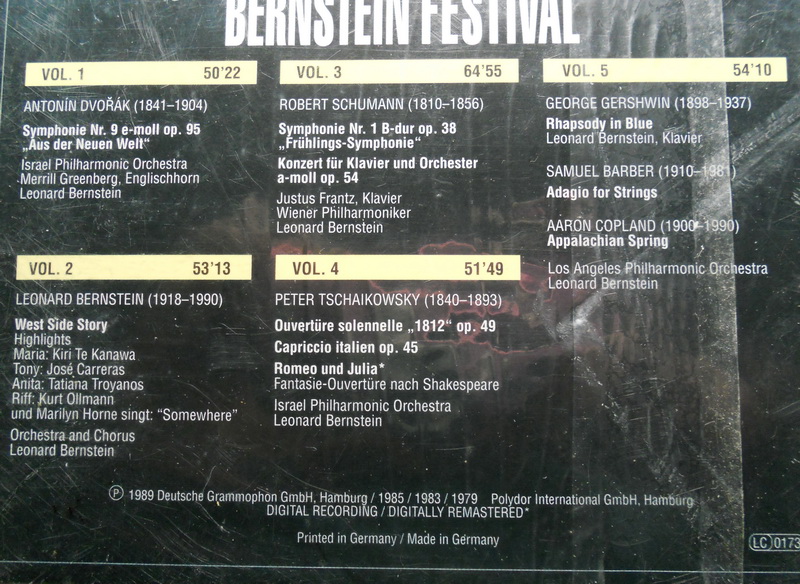 BERNSTEIN FESTIVAL
VOL. 1 50'22
ANTONÍN DVOŘÁK (1841–1904)
Symphonie Nr. 9 e-moll op. 95
„Aus der Neuen Welt“
Israel Philharmonic Orchestra
Merrill Greenberg, Englischhorn
Leonard Bernstein
VOL. 2 53'13
LEONARD BERNSTEIN (1918–1990)
West Side Story
Highlights
Maria: Kiri Te Kanawa
Tony: José Carreras
Anita: Tatiana Troyanos
Riff: Kurt Ollmann
und Marilyn Horne singt: “Somewhere”
Orchestra and Chorus
Leonard Bernstein
VOL. 3 64'55
ROBERT SCHUMANN (1810–1856)
Symphonie Nr. 1 B-dur op. 38
„Frühlings-Symphonie“
Konzert für Klavier und Orchester
a-moll op. 54
Justus Frantz, Klavier
Wiener Philharmoniker
Leonard Bernstein
VOL. 4 51'49
PETER TSCHAIKOWSKY (1840–1893)
Ouvertüre solennelle „1812“ op. 49
Capriccio italien op. 45
Romeo und Julia*
Fantasie-Ouvertüre nach Shakespeare
Israel Philharmonic Orchestra
Leonard Bernstein
VOL. 5 54'10
GEORGE GERSHWIN (1898–1937)
Rhapsody in Blue
Leonard Bernstein, Klavier
SAMUEL BARBER (1910–1981)
Adagio for Strings
AARON COPLAND (1900–1990)
Appalachian Spring
Los Angeles Philharmonic Orchestra
Leonard Bernstein
Ⓟ 1989 Deutsche Grammophon GmbH, Hamburg / 1985 / 1983 / 1979 Polydor International GmbH, Hamburg
DIGITAL RECORDING / DIGITALLY REMASTERED*
Printed in Germany / Made in Germany
LC 0173